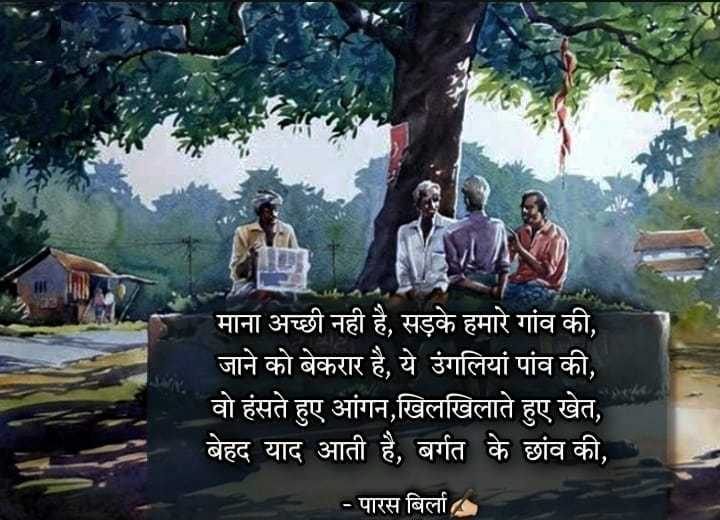 माना अच्छी नही है, सड़के हमारे गांव की,
जाने को बेकरार है, ये उंगलियां पांव की,
वो हंसते हुए आंगन,खिलखिलाते हुए खेत,
बेहद याद आती है, बर्गत के छांव की,
- पारस बिर्ला✍🏻